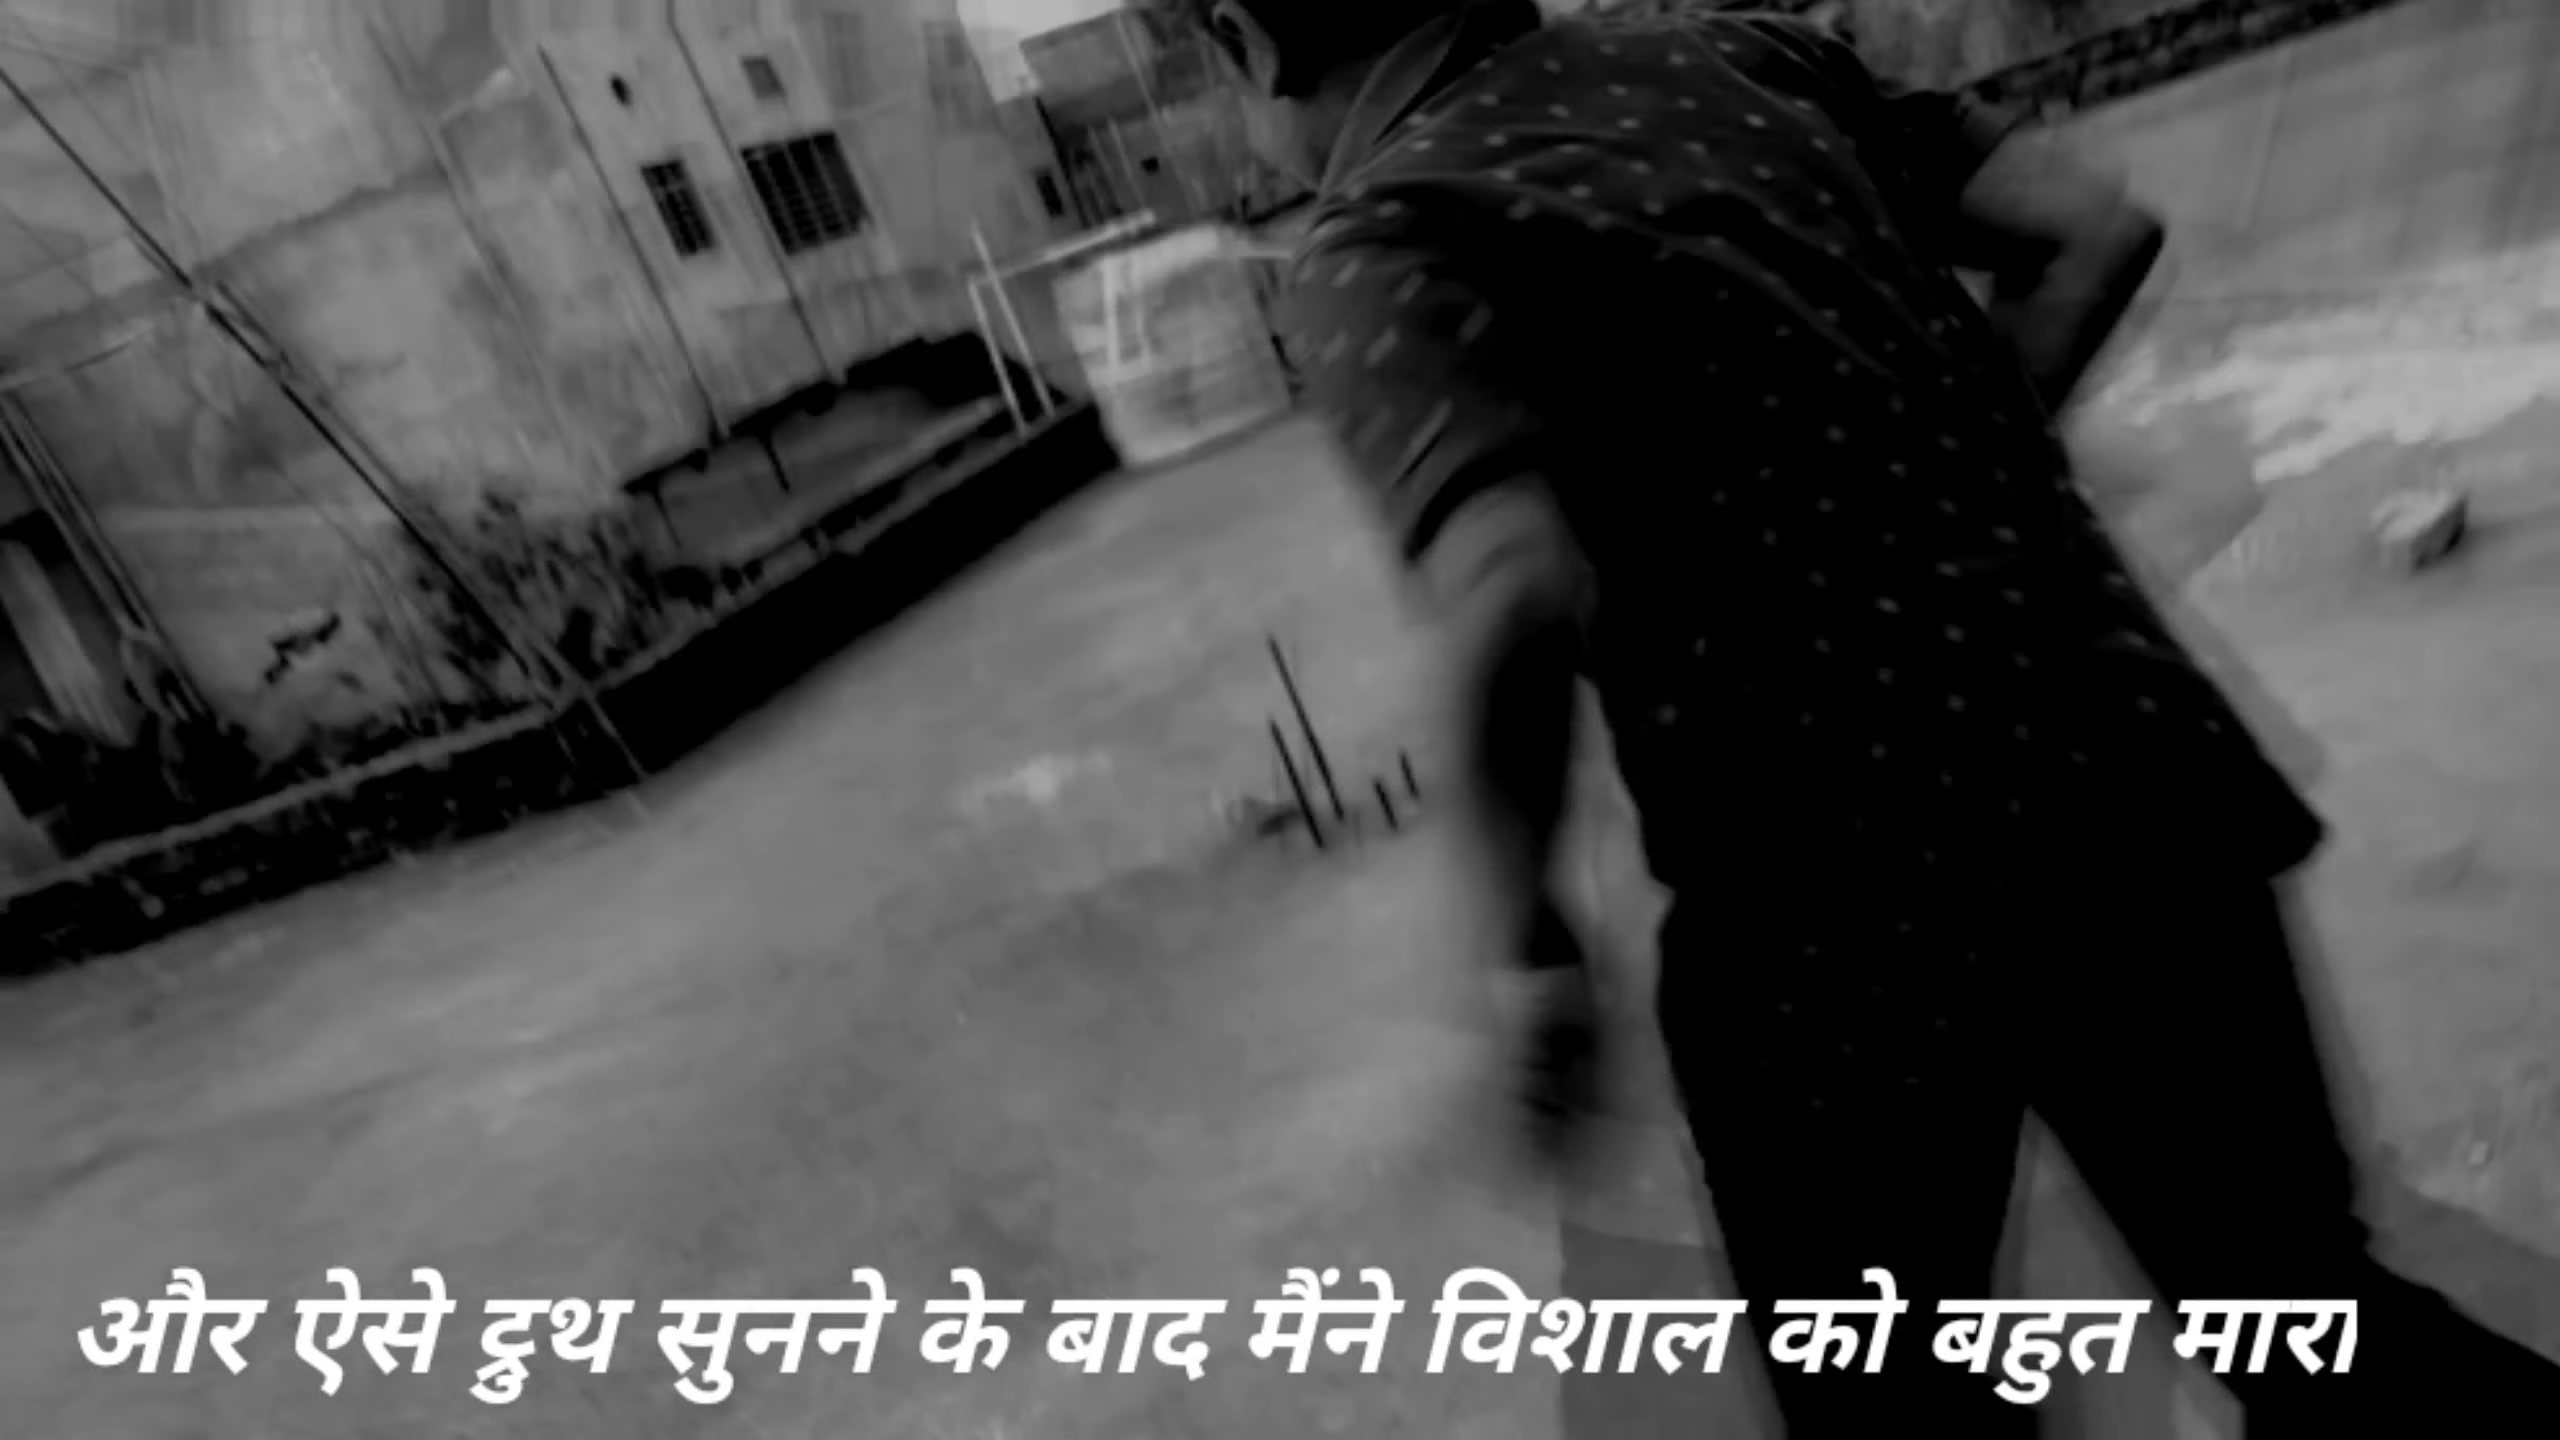 और ऐसे ट्रुथ सुनने के बाद मैंने विशाल को बहुत मारा